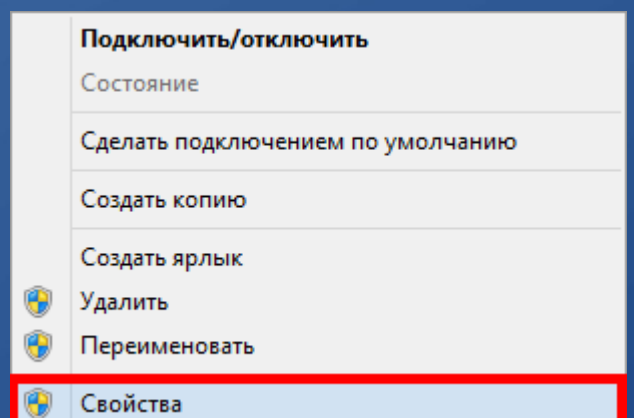 Подключить/отключить
Состояние
Сделать подключением по умолчанию
Создать копию
Создать ярлык
Удалить
Переименовать
Свойства